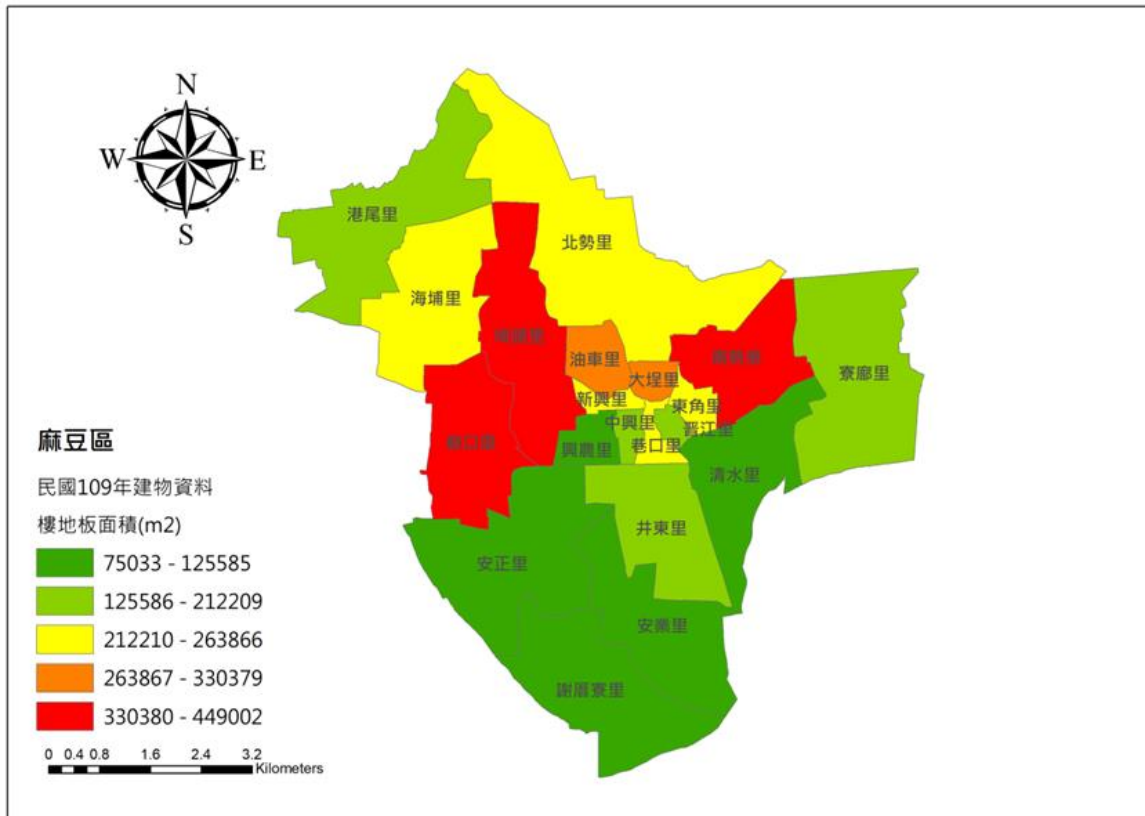 N
W E
S
港尾里
北勢里
海埔里
油車里
大埕里
寮廍里
新興里
東角里
中興里
晋江里
巷口里
興農里
清水里
井東里
安正里
安業里
謝厝寮里
麻豆區
民國109年建物資料
樓地板面積(m2)
75033 - 125585
125586 - 212209
212210 - 263866
263867 - 330379
330380 - 449002
0 0.4 0.8 1.6 2.4 3.2
Kilometers